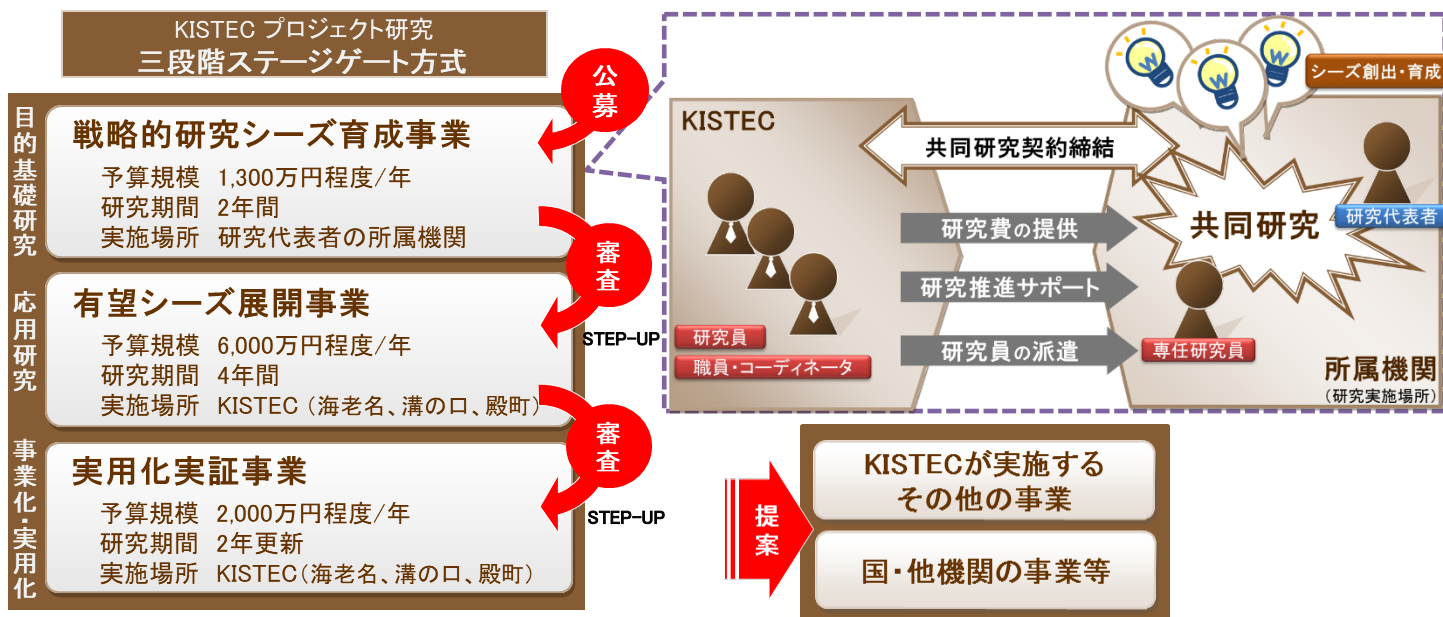 KISTEC プロジェクト研究
三段階ステージゲート方式
公募
目的基礎研究
戦略的研究シーズ育成事業
予算規模 1,300万円程度/年
研究期間 2年間
実施場所 研究代表者の所属機関
審査
STEP-UP
応用研究
有望シーズ展開事業
予算規模 6,000万円程度/年
研究期間 4年間
実施場所 KISTEC(海老名、溝の口、殿町)
審査
STEP-UP
事業化・実用化
実用化実証事業
予算規模 2,000万円程度/年
研究期間 2年更新
実施場所 KISTEC(海老名、溝の口、殿町)
W
W
W
シーズ創出・育成
KISTEC
共同研究契約締結
研究費の提供
研究推進サポート
研究員の派遣
研究員
職員・コーディネータ
共同研究
研究代表者
専任研究員
所属機関
(研究実施場所)
提案
KISTECが実施する
その他の事業
国・他機関の事業等